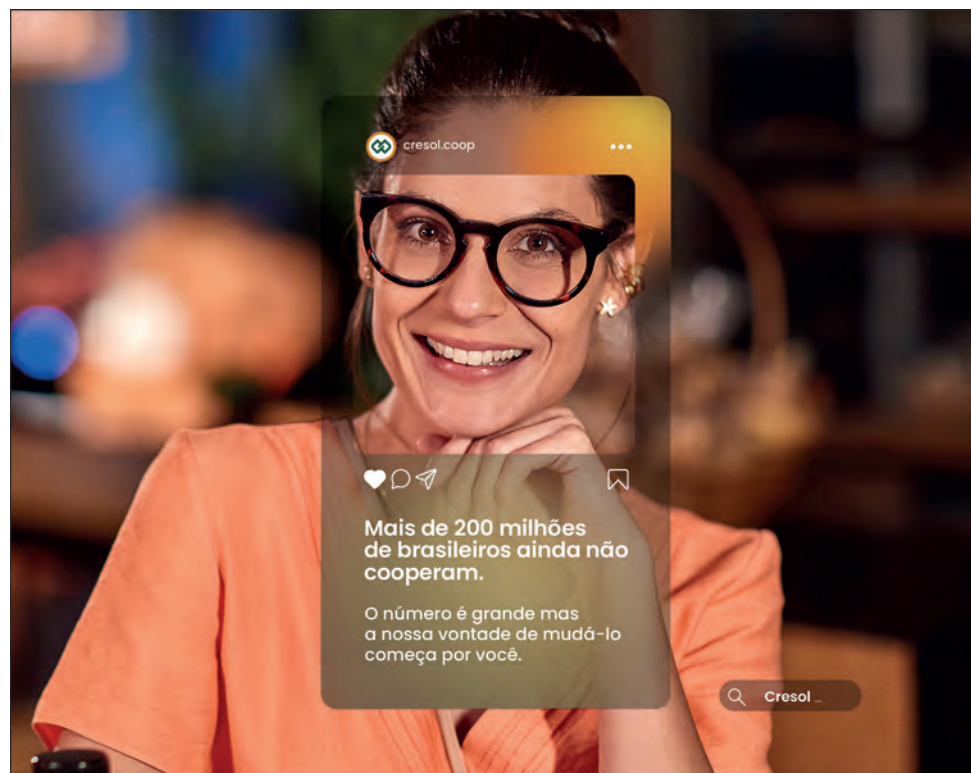 cresol.coop
Mais de 200 milhões
de brasileiros ainda não
cooperam.
O número é grande mas
a nossa vontade de mudá-lo
começa por você.
Cresol _